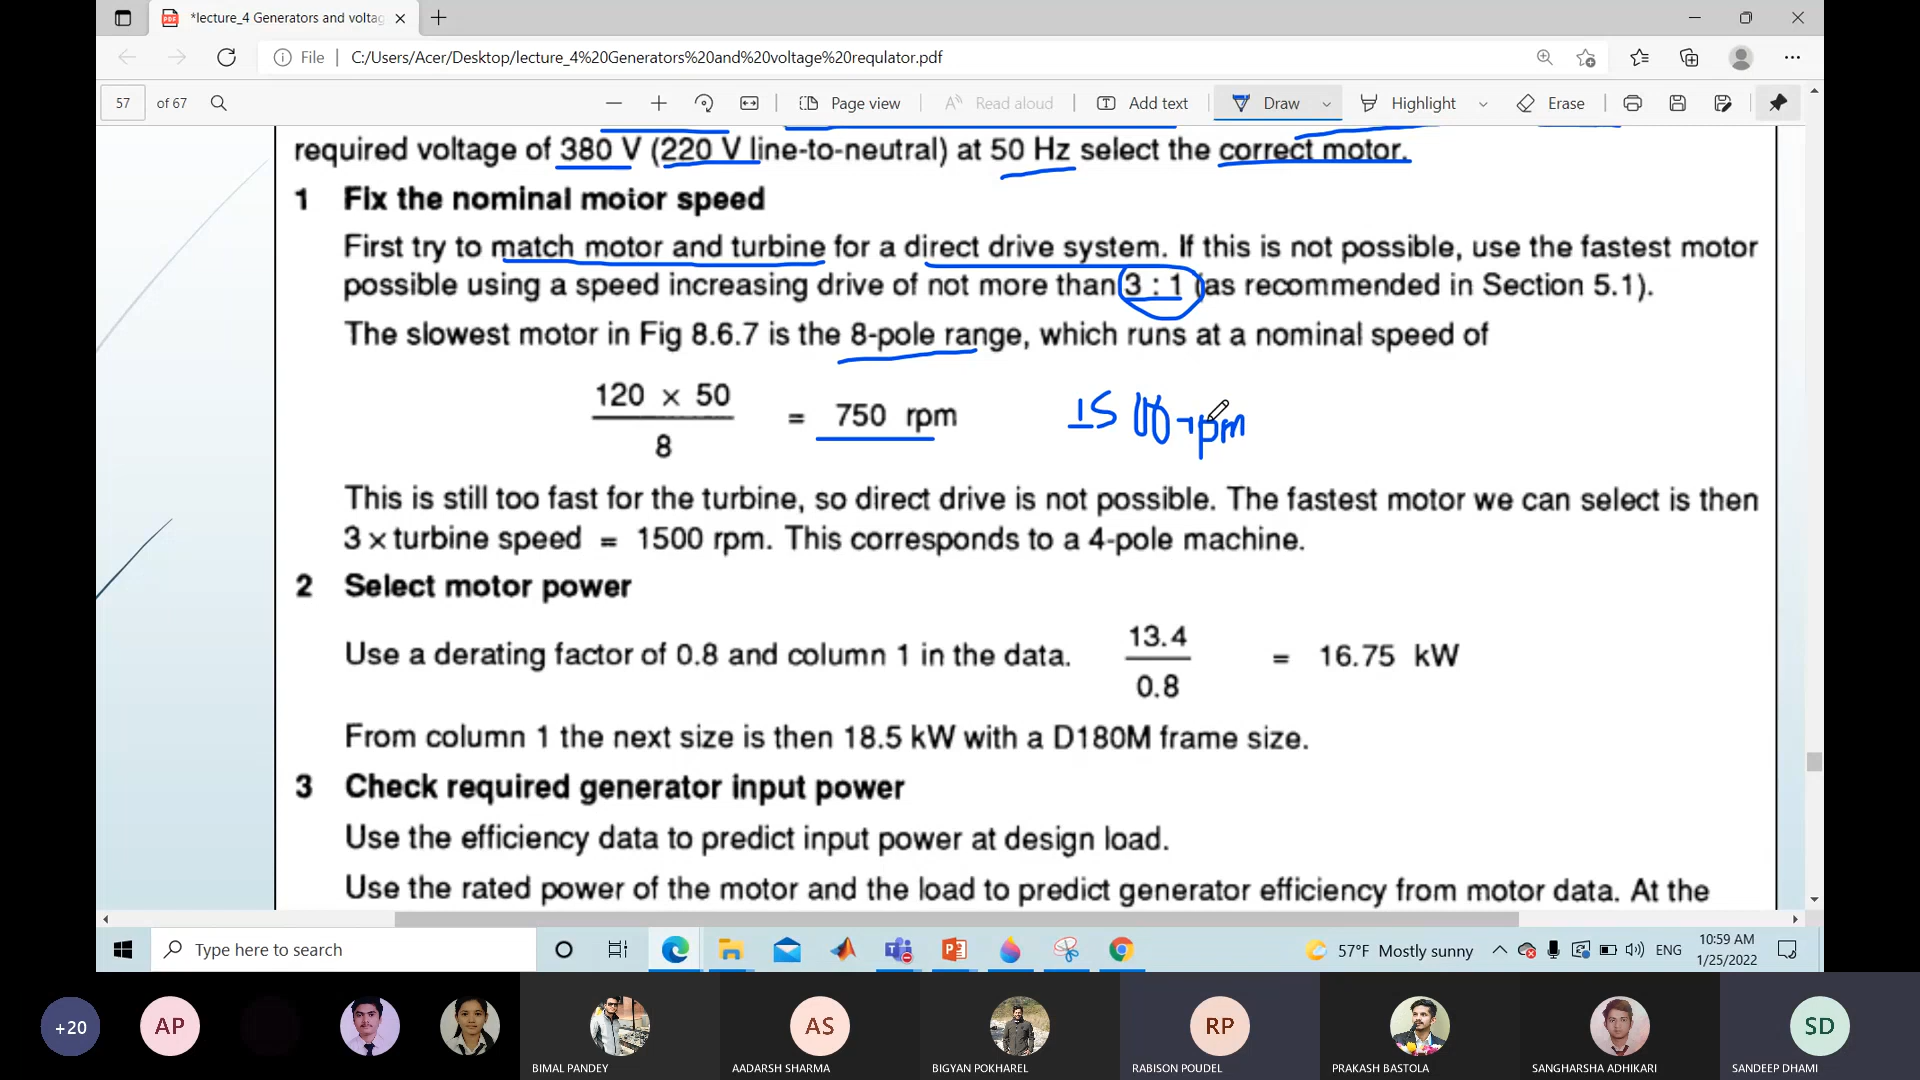 *lecture_4 Generators and voltag
File
C:/Users/Acer/Desktop/lecture_4%20Generators%20and%20voltage%20requlator.pdf
57 of 67
Page view
Read aloud
Add text
Draw
Highlight
Erase
required voltage of 380 V (220 V line-to-neutral) at 50 Hz select the correct motor.
1 Fix the nominal motor speed
First try to match motor and turbine for a direct drive system. If this is not possible, use the fastest motor
possible using a speed increasing drive of not more than 3 : 1 (as recommended in Section 5.1).
The slowest motor in Fig 8.6.7 is the 8-pole range, which runs at a nominal speed of
120 × 50
8
= 750 rpm
1500 rpm
This is still too fast for the turbine, so direct drive is not possible. The fastest motor we can select is then
3 × turbine speed = 1500 rpm. This corresponds to a 4-pole machine.
2 Select motor power
Use a derating factor of 0.8 and column 1 in the data.
13.4
0.8
= 16.75 kW
From column 1 the next size is then 18.5 kW with a D180M frame size.
3 Check required generator input power
Use the efficiency data to predict input power at design load.
Use the rated power of the motor and the load to predict generator efficiency from motor data. At the
Type here to search
57°F Mostly sunny
ENG
10:59 AM
1/25/2022
+20
AP
AS
RP
SD
BIMAL PANDEY
AADARSH SHARMA
BIGYAN POKHAREL
RABISON POUDEL
PRAKASH BASTOLA
SANGHARSHA ADHIKARI
SANDEEP DHAMI